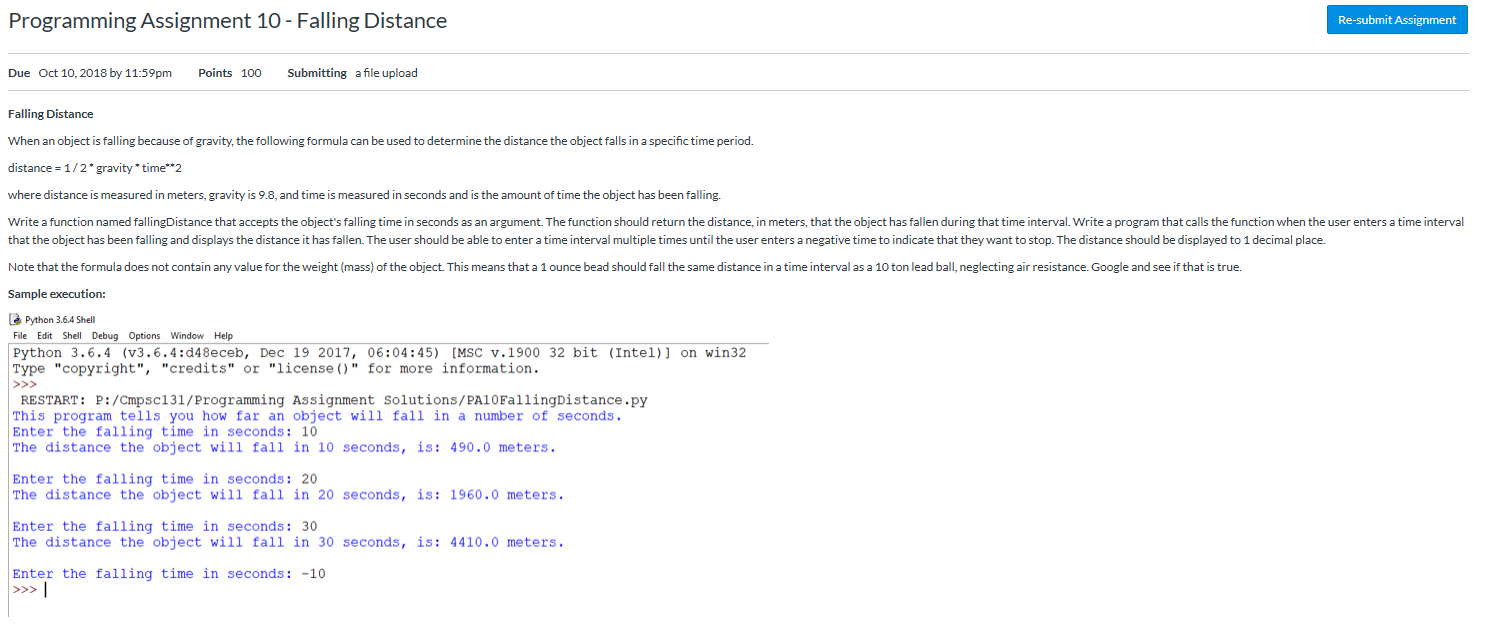 Programming Assignment 10 - Falling Distance
Re-submit Assignment
Due Oct 10, 2018 by 11:59pm Points 100 Submitting a file upload
Falling Distance
When an object is falling because of gravity, the following formula can be used to determine the distance the object falls in a specific time period.
distance = 1 / 2 * gravity * time**2
where distance is measured in meters, gravity is 9.8, and time is measured in seconds and is the amount of time the object has been falling.
Write a function named fallingDistance that accepts the object's falling time in seconds as an argument. The function should return the distance, in meters, that the object has fallen during that time interval. Write a program that calls the function when the user enters a time interval
that the object has been falling and displays the distance it has fallen. The user should be able to enter a time interval multiple times until the user enters a negative time to indicate that they want to stop. The distance should be displayed to 1 decimal place.
Note that the formula does not contain any value for the weight (mass) of the object. This means that a 1 ounce bead should fall the same distance in a time interval as a 10 ton lead ball, neglecting air resistance. Google and see if that is true.
Sample execution:
Python 3.6.4 Shell
File Edit Shell Debug Options Window Help
Python 3.6.4 (v3.6.4:d48eceb, Dec 19 2017, 06:04:45) [MSC v.1900 32 bit (Intel)] on win32
Type "copyright", "credits" or "license()" for more information.
>>>
RESTART: P:/Cmpsc131/Programming Assignment Solutions/PA10FallingDistance.py
This program tells you how far an object will fall in a number of seconds.
Enter the falling time in seconds: 10
The distance the object will fall in 10 seconds, is: 490.0 meters.
Enter the falling time in seconds: 20
The distance the object will fall in 20 seconds, is: 1960.0 meters.
Enter the falling time in seconds: 30
The distance the object will fall in 30 seconds, is: 4410.0 meters.
Enter the falling time in seconds: -10
>>>